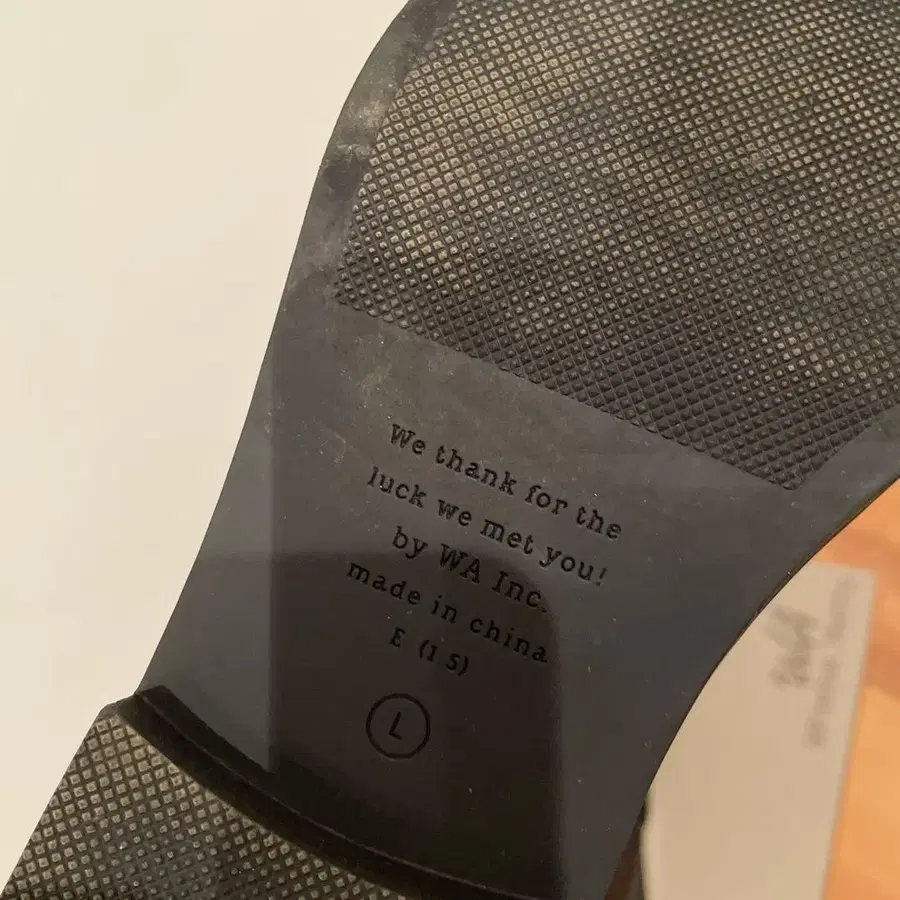 We thank for the
luck we met you!
by WA Inc.
made in china
E (1.5)
L